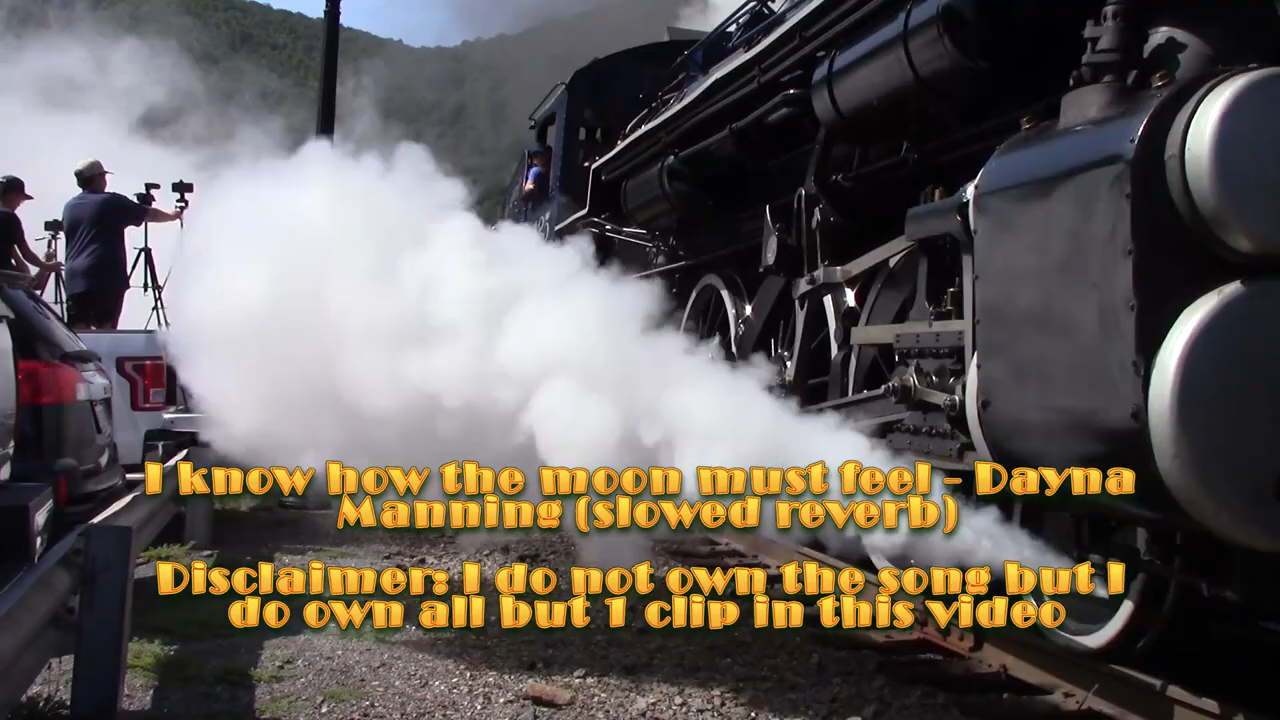 I know how the moon must feel - Dayna
Manning (slowed reverb)
Disclaimer: I do not own the song but I
do own all but 1 clip in this video